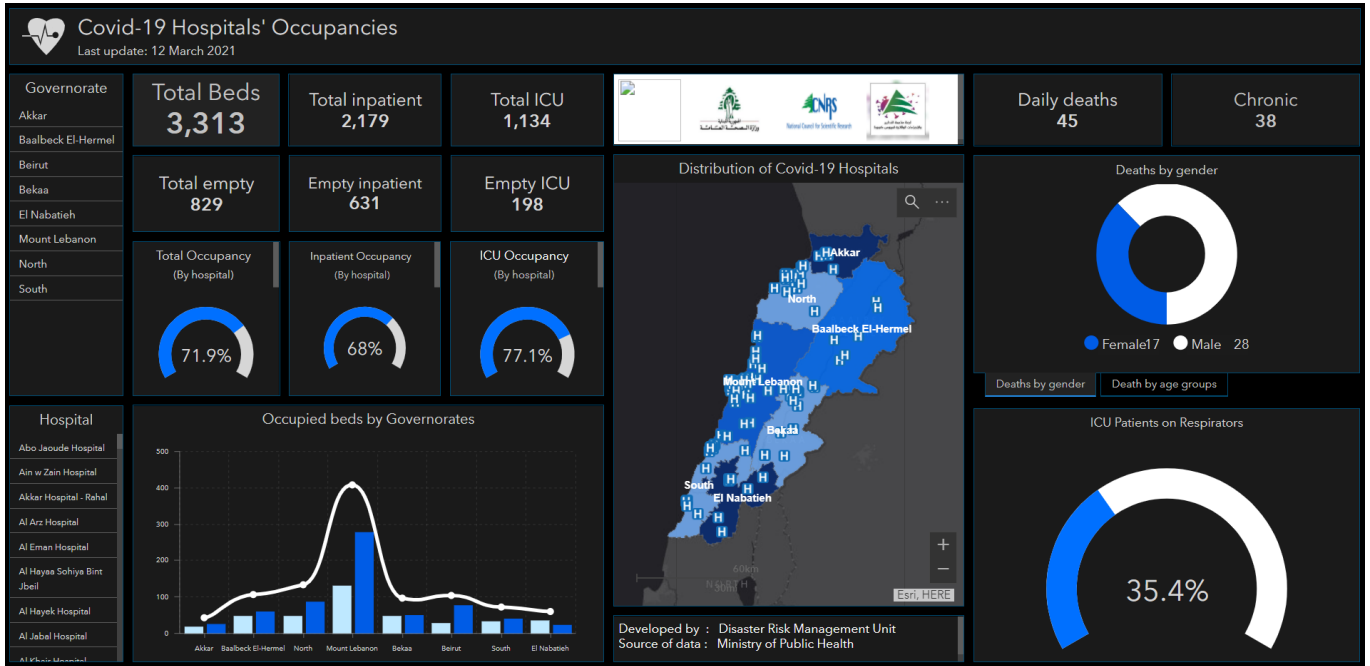 Covid-19 Hospitals' Occupancies
Last update: 12 March 2021
Governorate
Akkar
Baalbeck El-Hermel
Beirut
Bekaa
El Nabatieh
Mount Lebanon
North
South
Total Beds
3,313
Total inpatient
2,179
Total ICU
1,134
Total empty
829
Empty inpatient
631
Empty ICU
198
Total Occupancy
(By hospital)
71.9%
Inpatient Occupancy
(By hospital)
68%
ICU Occupancy
(By hospital)
77.1%
CNRS
National Council for Scientific Research
Daily deaths
45
Chronic
38
Hospital
Abo Jaoude Hospital
Ain w Zain Hospital
Akkar Hospital - Rahal
Al Arz Hospital
Al Eman Hospital
Al Hayaa Sohiya Bint
Jbeil
Al Hayek Hospital
Al Jabal Hospital
Al Khair Hospital
Occupied beds by Governorates
500
400
300
200
100
0
Akkar Baalbeck El-Hermel North Mount Lebanon Bekaa Beirut South El Nabatieh
Distribution of Covid-19 Hospitals
Akkar
North
Baalbeck El-Hermel
Mount Lebanon
Bekaa
South
El Nabatieh
60km
Esri, HERE
Developed by : Disaster Risk Management Unit
Source of data : Ministry of Public Health
Deaths by gender
Female17 Male 28
Deaths by gender Death by age groups
ICU Patients on Respirators
35.4%